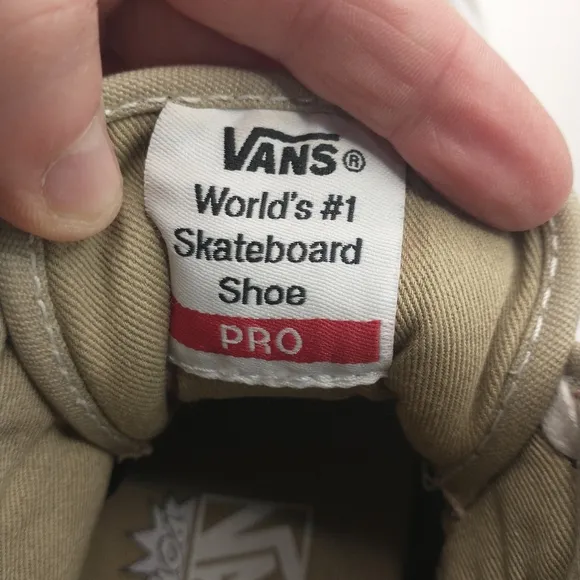 VANS®
World's #1
Skateboard
Shoe
PRO